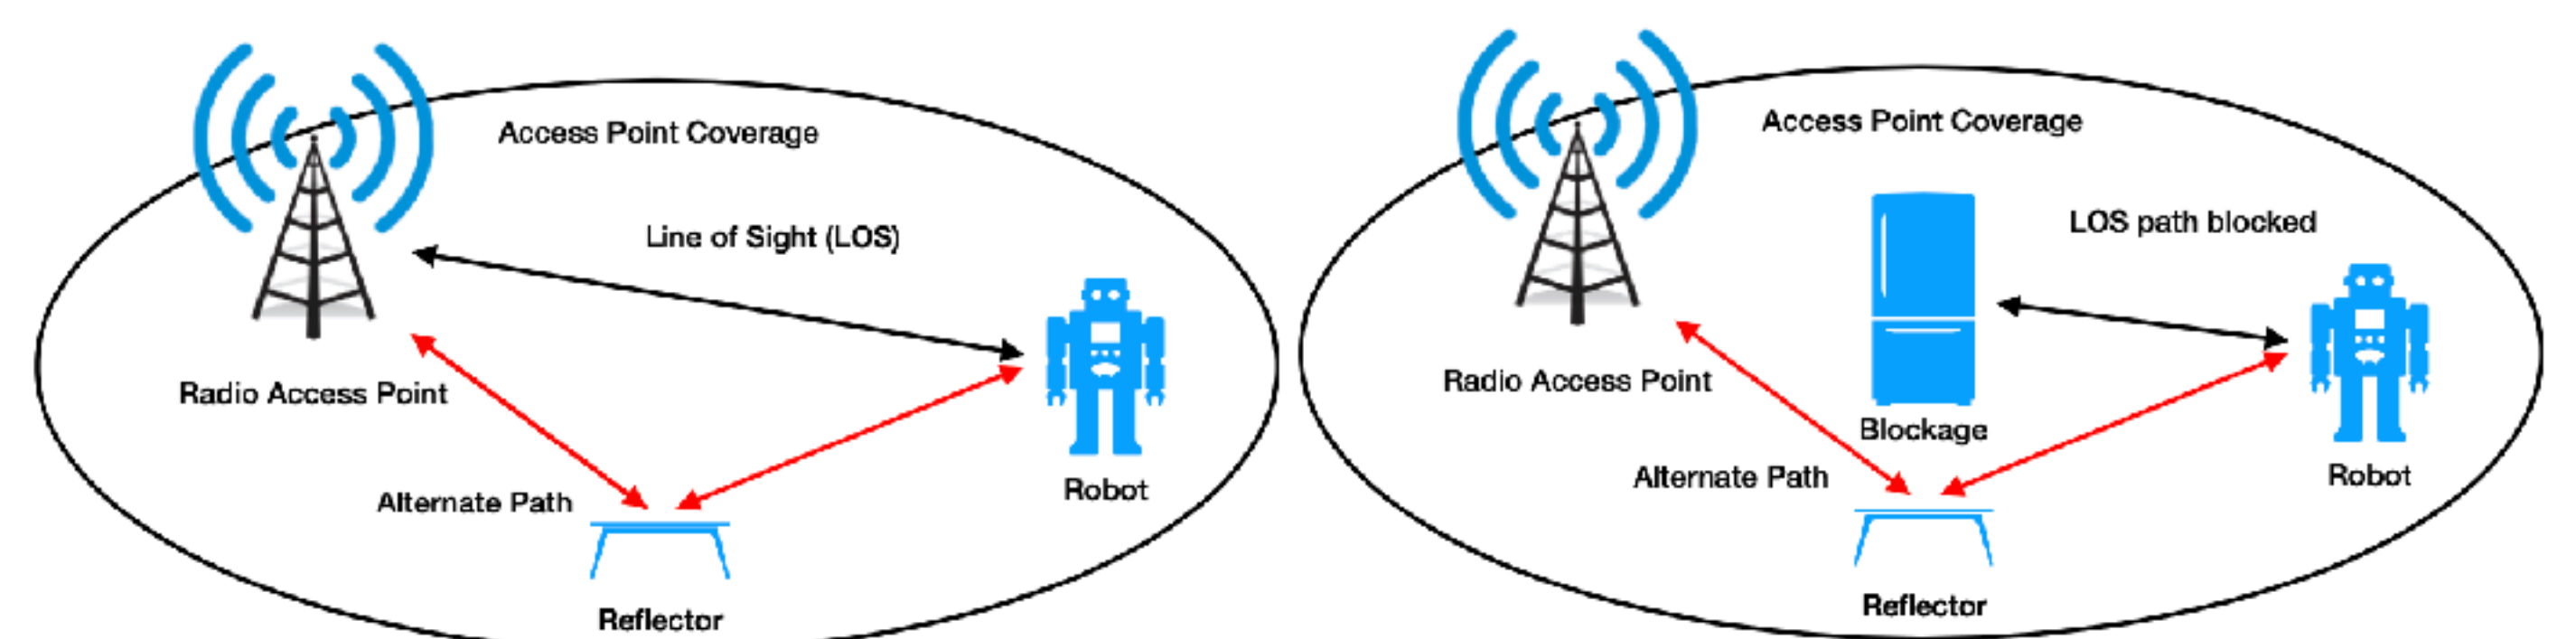 Access Point Coverage
Line of Sight (LOS)
Radio Access Point
Alternate Path
Robot
Reflector
Access Point Coverage
LOS path blocked
Radio Access Point
Blockage
Alternate Path
Robot
Reflector